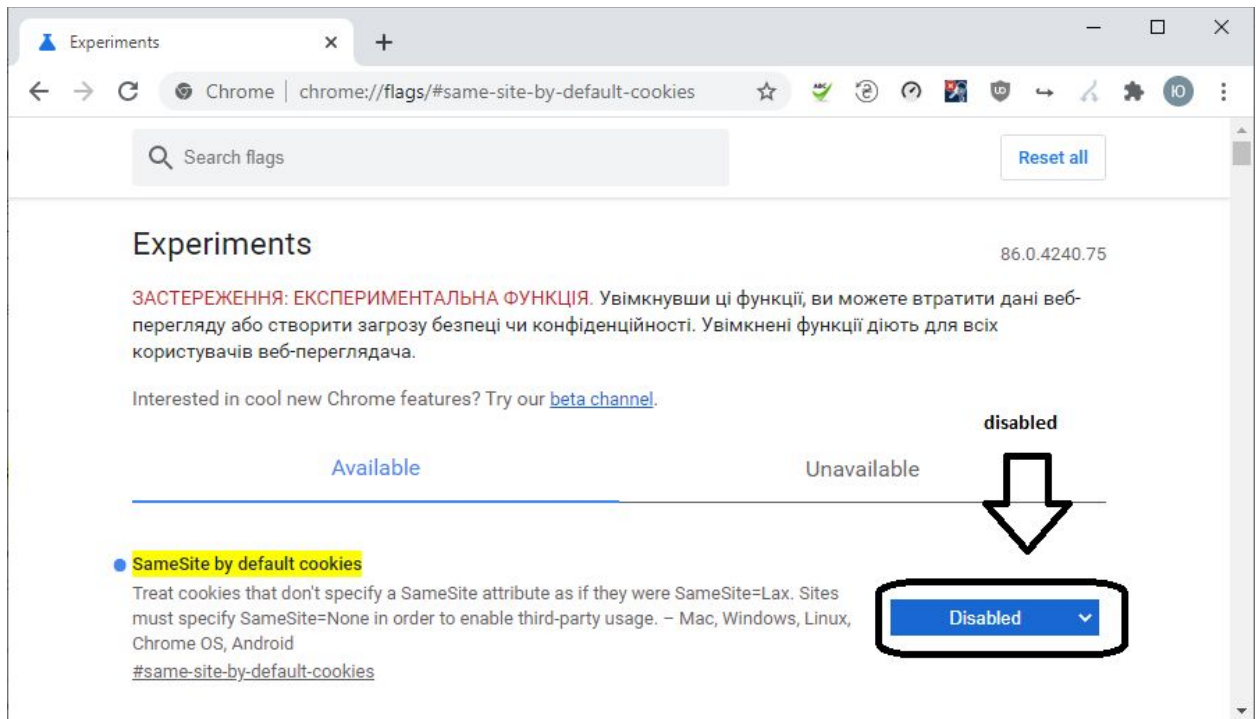 Experiments
Chrome | chrome://flags/#same-site-by-default-cookies
ABC
UD
Ю
Search flags
Reset all
Experiments
86.0.4240.75
ЗАСТЕРЕЖЕННЯ: ЕКСПЕРИМЕНТАЛЬНА ФУНКЦІЯ. Увімкнувши ці функції, ви можете втратити дані веб-
перегляду або створити загрозу безпеці чи конфіденційності. Увімкнені функції діють для всіх
користувачів веб-переглядача.
Interested in cool new Chrome features? Try our beta channel.
disabled
Available
Unavailable
SameSite by default cookies
Treat cookies that don't specify a SameSite attribute as if they were SameSite=Lax. Sites
must specify SameSite=None in order to enable third-party usage. – Mac, Windows, Linux,
Chrome OS, Android
#same-site-by-default-cookies
Disabled